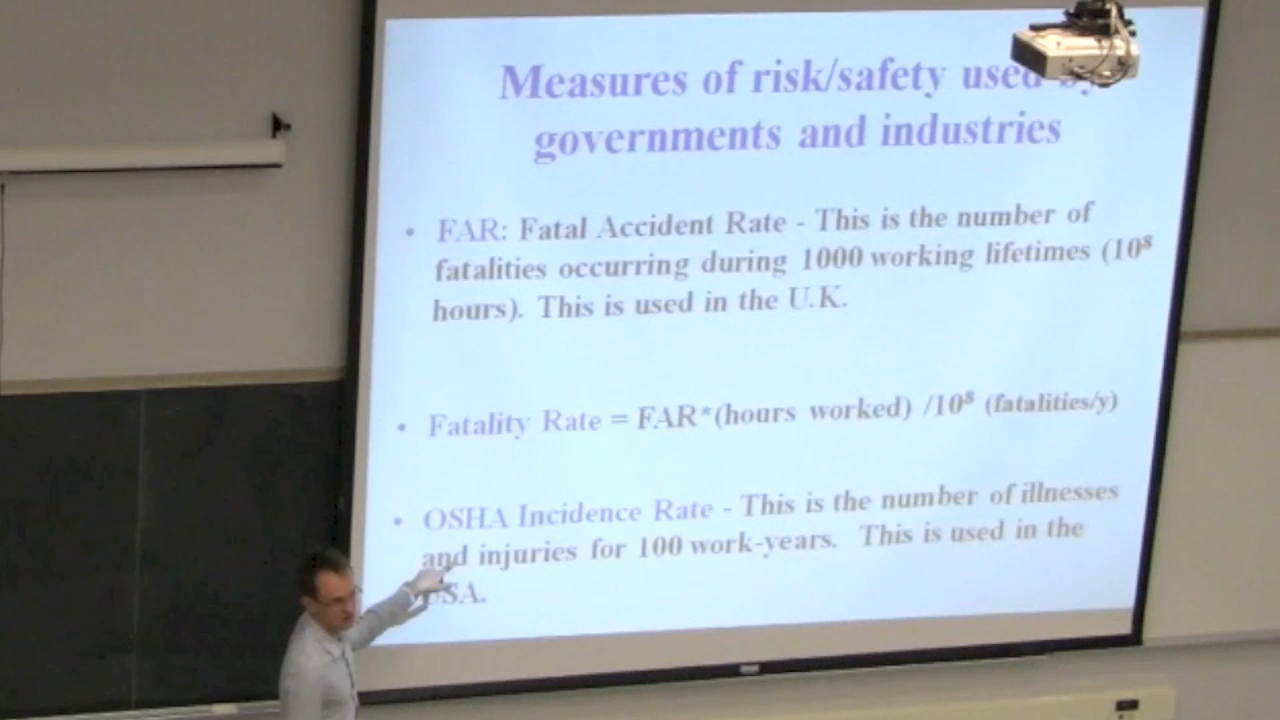 Measures of risk/safety used by
governments and industries
• FAR: Fatal Accident Rate - This is the number of
fatalities occurring during 1000 working lifetimes (10⁸
hours). This is used in the U.K.
• Fatality Rate = FAR*(hours worked) /10⁸ (fatalities/y)
• OSHA Incidence Rate - This is the number of illnesses
and injuries for 100 work-years. This is used in the
USA.